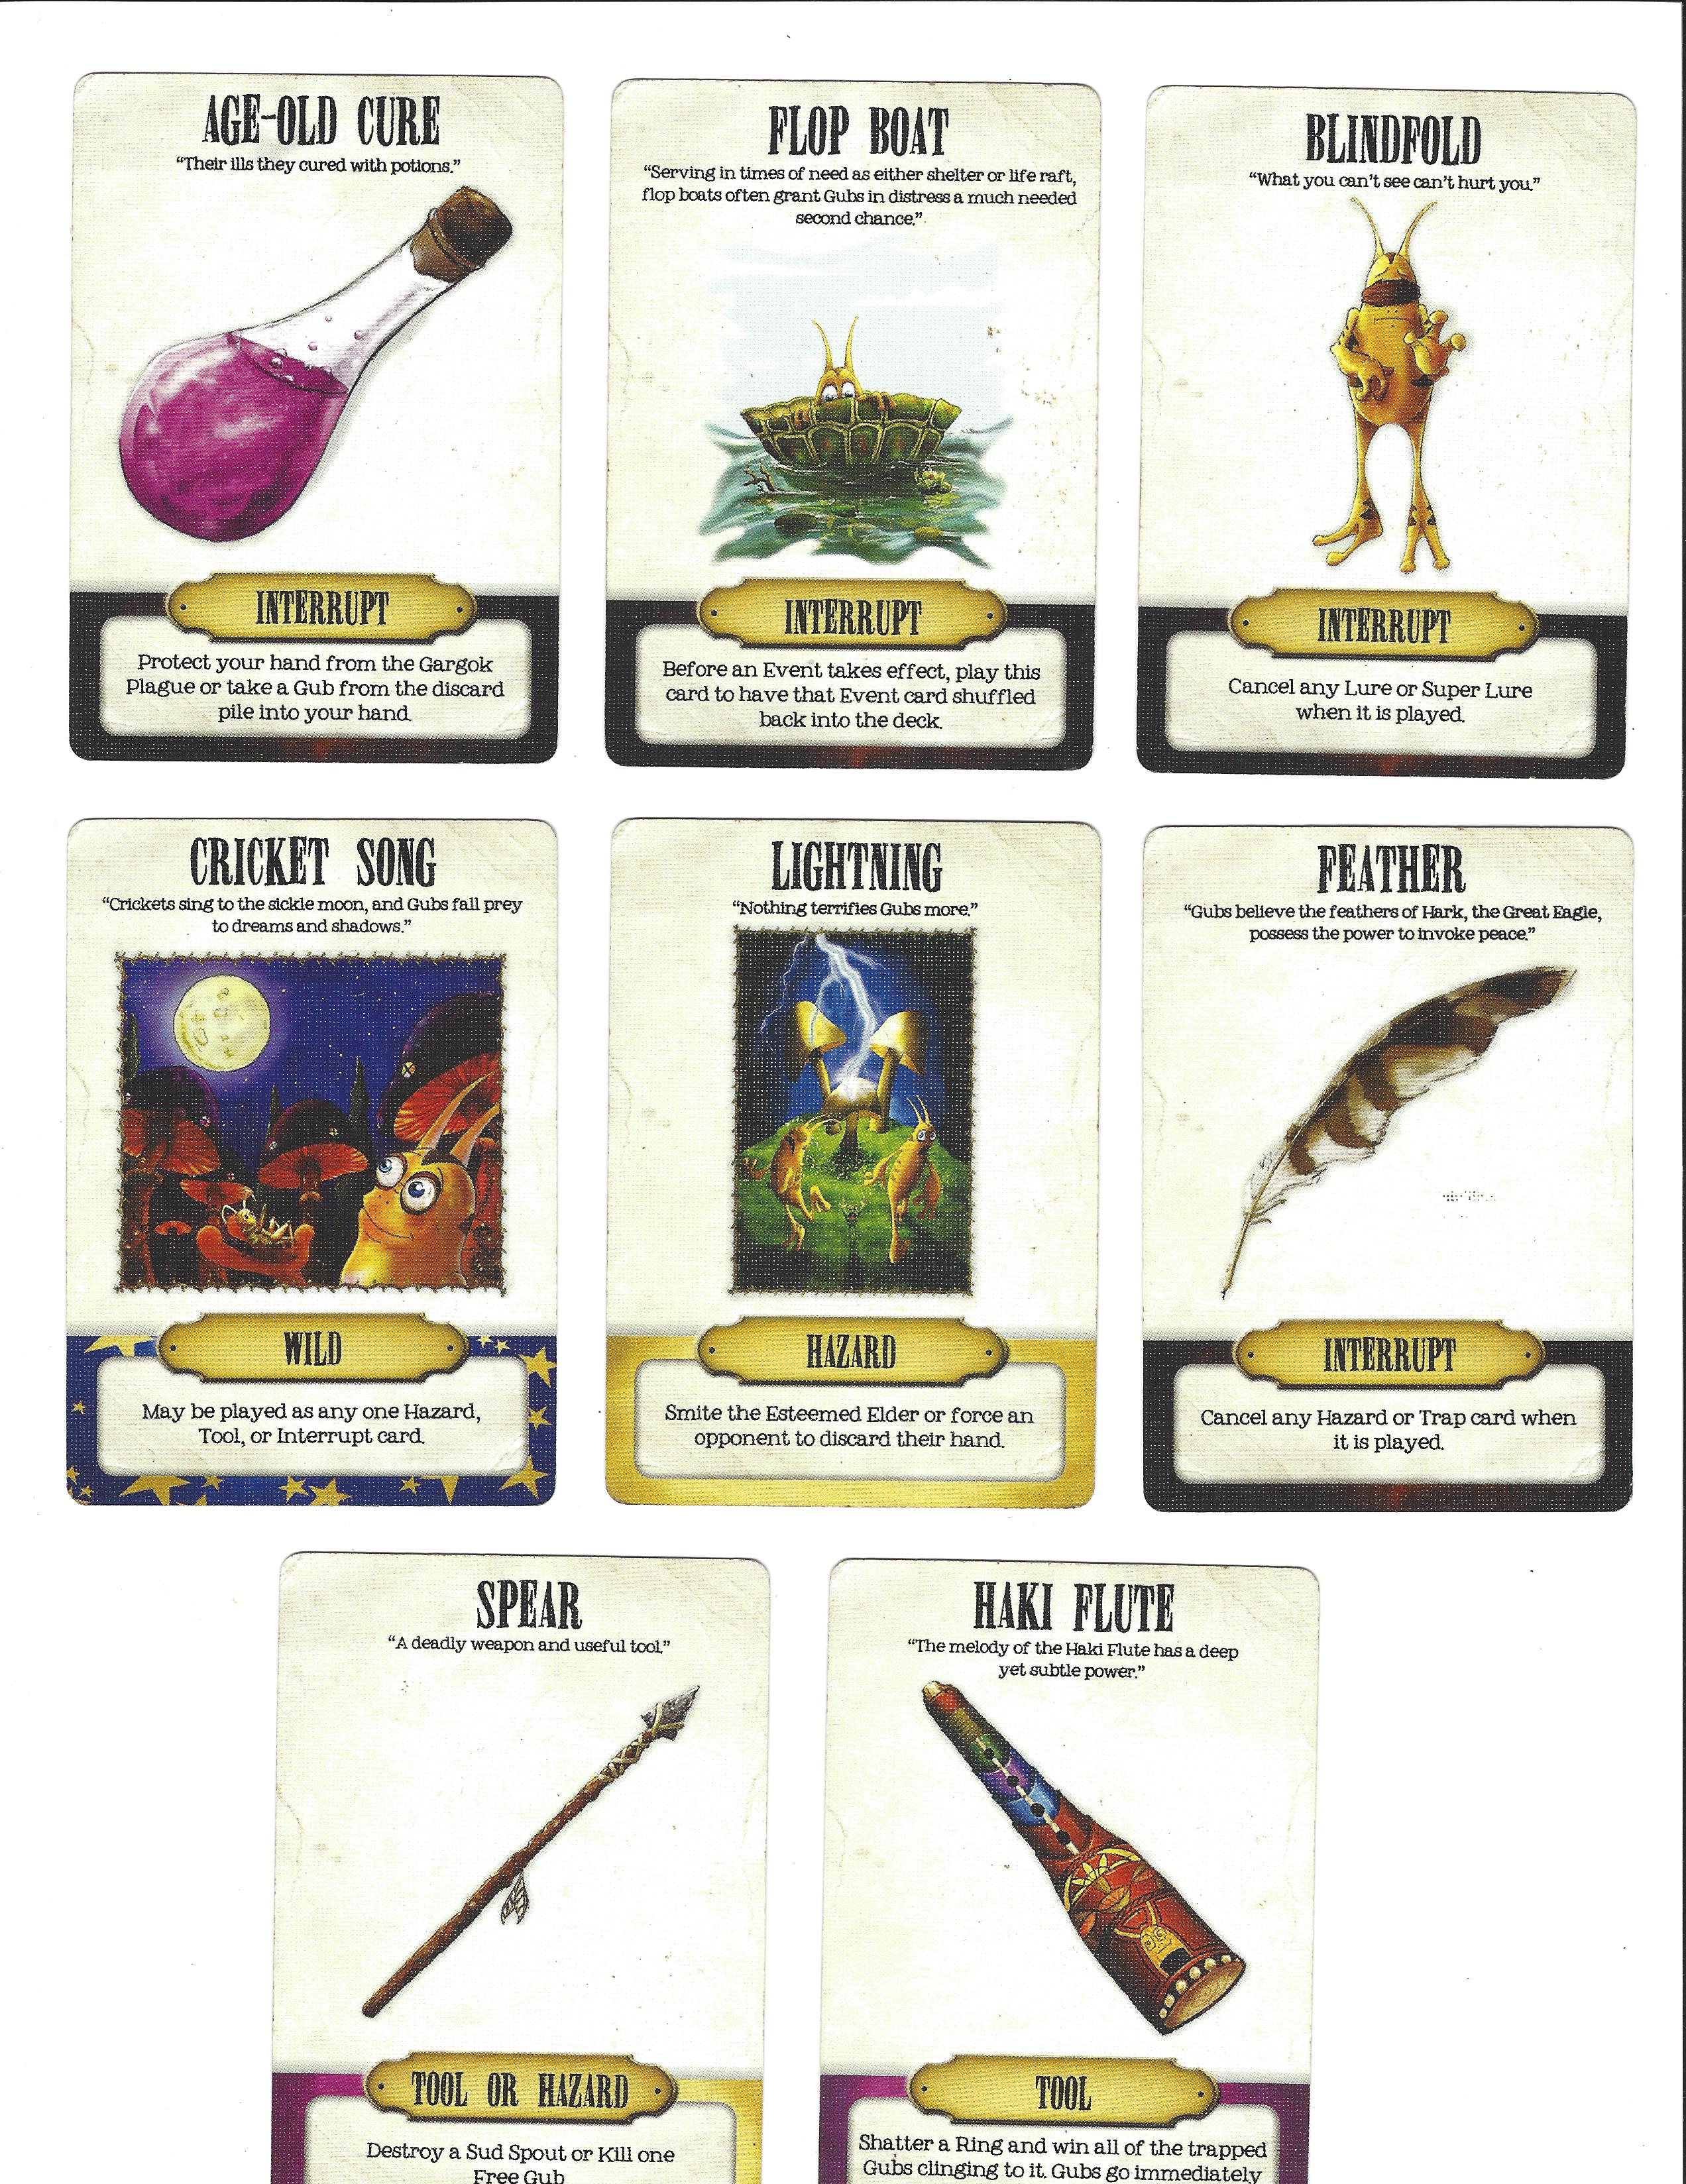 AGE-OLD CURE
“Their ills they cured with potions.”
INTERRUPT
Protect your hand from the Gargok
Plague or take a Gub from the discard
pile into your hand.
FLOP BOAT
“Serving in times of need as either shelter or life raft,
flop boats often grant Gubs in distress a much needed
second chance.”
INTERRUPT
Before an Event takes effect, play this
card to have that Event card shuffled
back into the deck.
BLINDFOLD
“What you can’t see can’t hurt you.”
INTERRUPT
Cancel any Lure or Super Lure
when it is played.
CRICKET SONG
“Crickets sing to the sickle moon, and Gubs fall prey
to dreams and shadows.”
WILD
May be played as any one Hazard,
Tool, or Interrupt card.
LIGHTNING
“Nothing terrifies Gubs more.”
HAZARD
Smite the Esteemed Elder or force an
opponent to discard their hand.
FEATHER
“Gubs believe the feathers of Hark, the Great Eagle,
possess the power to invoke peace.”
INTERRUPT
Cancel any Hazard or Trap card when
it is played.
SPEAR
“A deadly weapon and useful tool.”
TOOL OR HAZARD
Destroy a Sud Spout or Kill one
Free Gub
HAKI FLUTE
“The melody of the Haki Flute has a deep
yet subtle power.”
TOOL
Shatter a Ring and win all of the trapped
Gubs clinging to it. Gubs go immediately